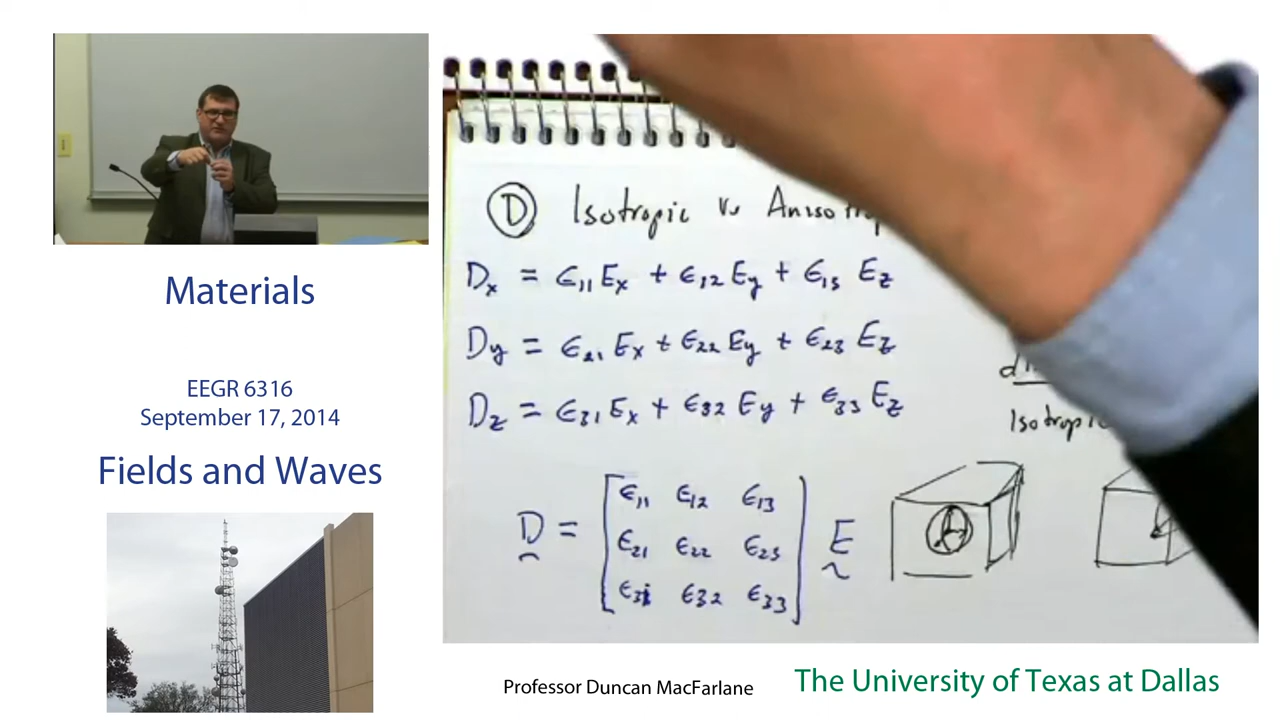 Materials
EEGR 6316
September 17, 2014
Fields and Waves
D Isotropic vs Anisotrop
Dx = ϵ11 Ex + ϵ12 Ey + ϵ13 Ez
Dy = ϵ21 Ex + ϵ22 Ey + ϵ23 Ez
Dz = ϵ31 Ex + ϵ32 Ey + ϵ33 Ez
Isotropic
D = [ϵ11 ϵ12 ϵ13
ϵ21 ϵ22 ϵ23
ϵ31 ϵ32 ϵ33] E
Professor Duncan MacFarlane
The University of Texas at Dallas